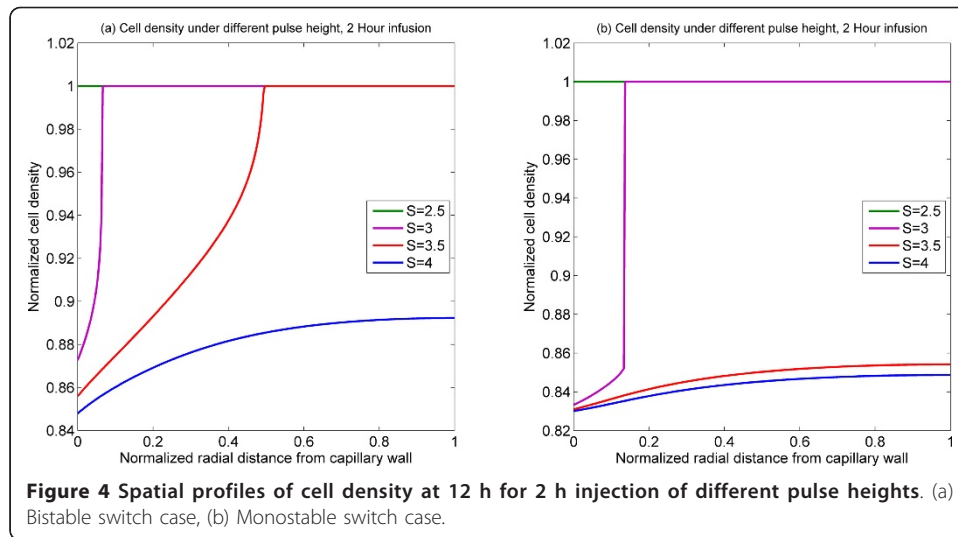 (a) Cell density under different pulse height, 2 Hour infusion
1.02
1
0.98
0.96
0.94
0.92
0.9
0.88
0.86
0.84
Normalized cell density
S=2.5
S=3
S=3.5
S=4
0
0.2
0.4
0.6
0.8
1
Normalized radial distance from capillary wall
(b) Cell density under different pulse height, 2 Hour infusion
1.02
1
0.98
0.96
0.94
0.92
0.9
0.88
0.86
0.84
0.82
Normalized cell density
S=2.5
S=3
S=3.5
S=4
0
0.2
0.4
0.6
0.8
1
Normalized radial distance from capillary wall
Figure 4 Spatial profiles of cell density at 12 h for 2 h injection of different pulse heights. (a)
Bistable switch case, (b) Monostable switch case.